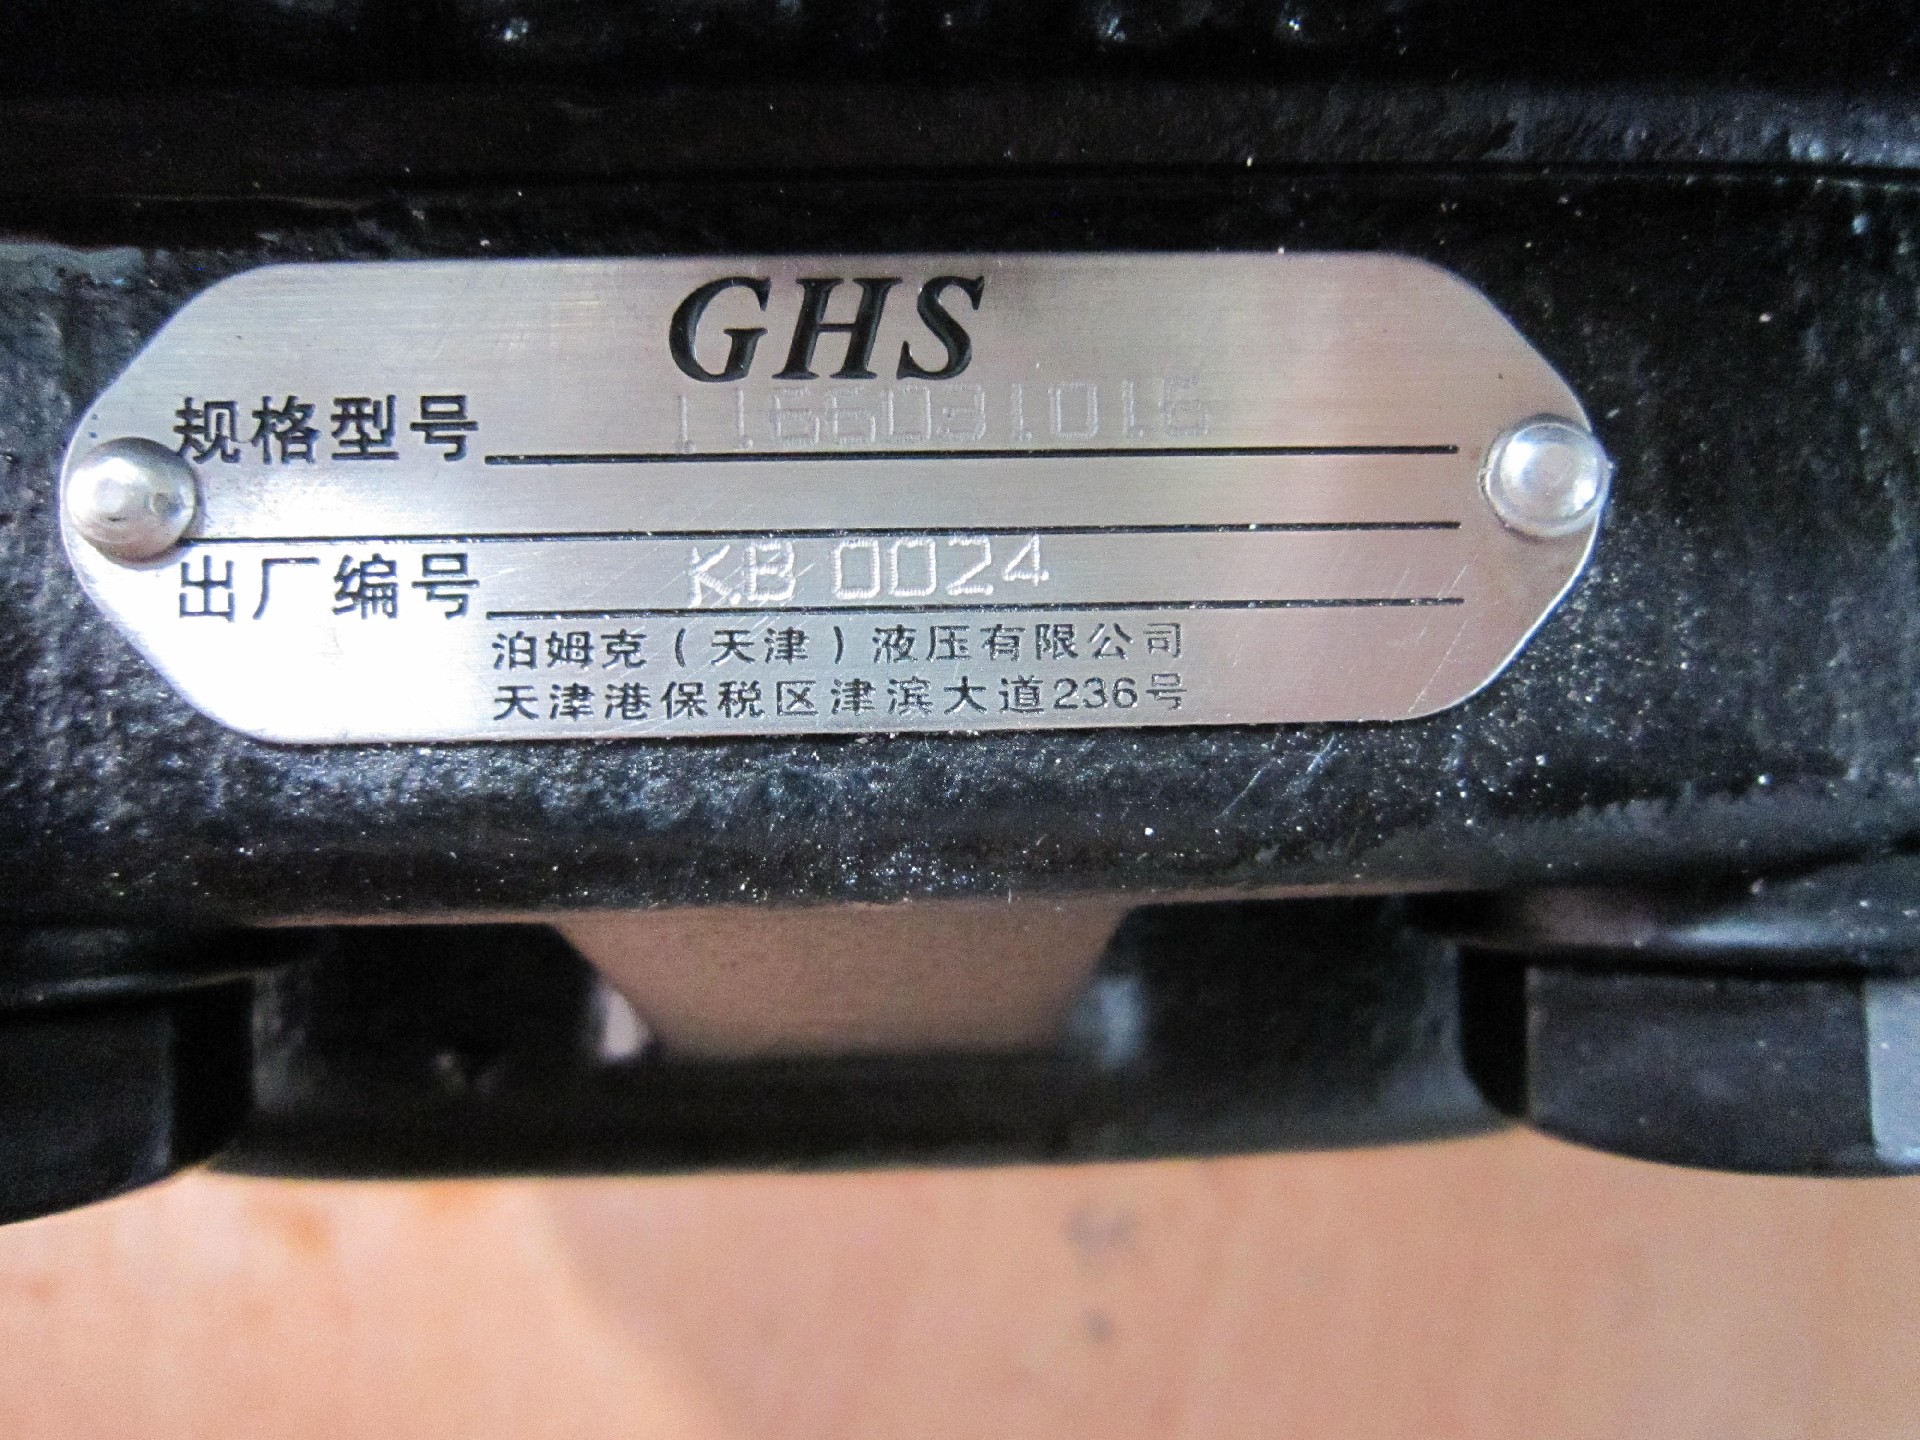 GHS
规格型号
出厂编号 KB 0024
泊姆克（天津）液压有限公司
天津港保税区津滨大道236号